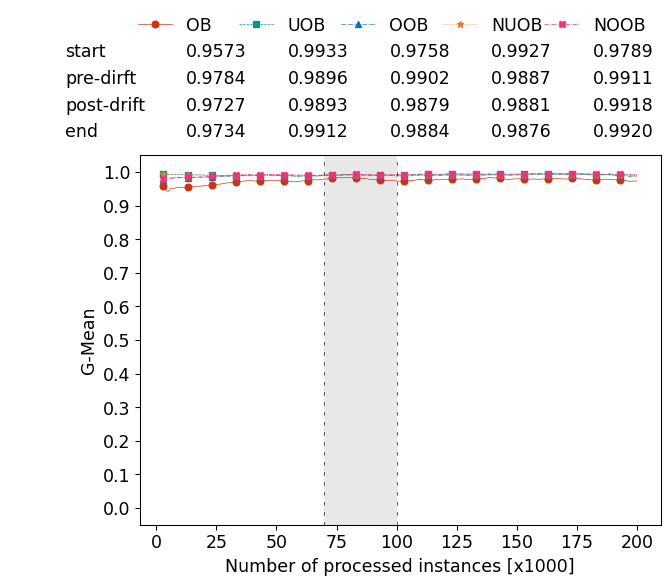 OB UOB OOB NUOB NOOB
start 0.9573 0.9933 0.9758 0.9927 0.9789
pre-dirft 0.9784 0.9896 0.9902 0.9887 0.9911
post-drift 0.9727 0.9893 0.9879 0.9881 0.9918
end 0.9734 0.9912 0.9884 0.9876 0.9920
1.0
0.9
0.8
0.7
0.6
0.5
0.4
0.3
0.2
0.1
0.0
G-Mean
0 25 50 75 100 125 150 175 200
Number of processed instances [x1000]